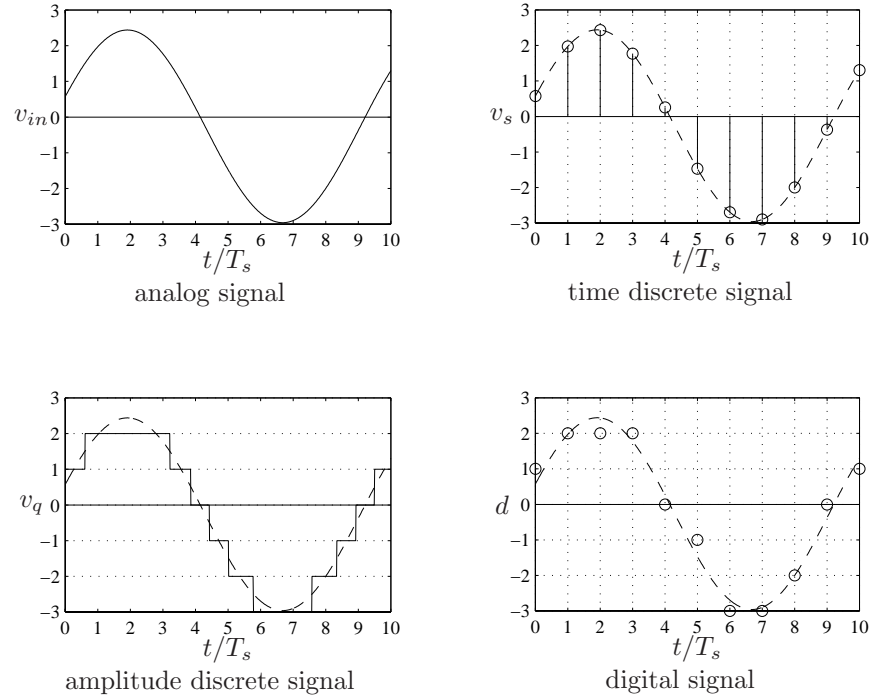 3
2
1
v_in 0
−1
−2
−3
0 1 2 3 4 5 6 7 8 9 10
t/T_s
analog signal
3
2
1
v_s 0
−1
−2
−3
0 1 2 3 4 5 6 7 8 9 10
t/T_s
time discrete signal
3
2
1
v_q 0
−1
−2
−3
0 1 2 3 4 5 6 7 8 9 10
t/T_s
amplitude discrete signal
3
2
1
d 0
−1
−2
−3
0 1 2 3 4 5 6 7 8 9 10
t/T_s
digital signal